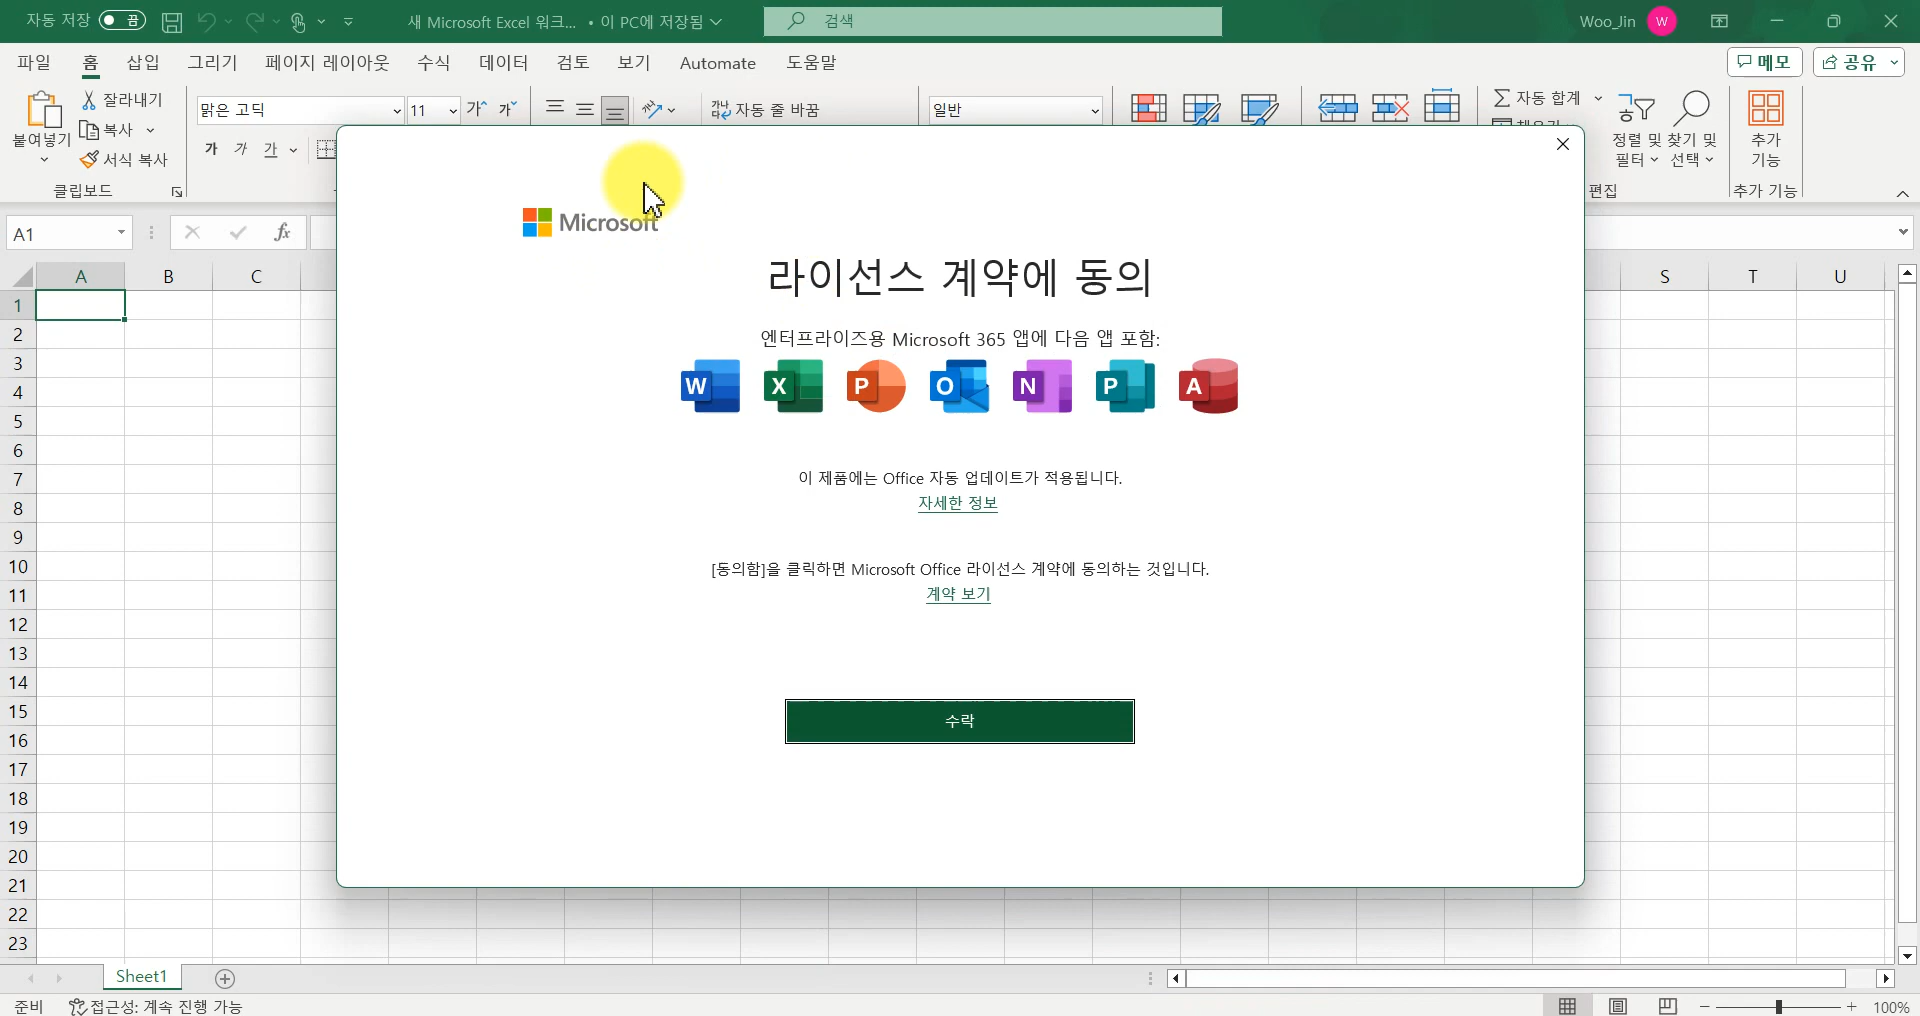 자동 저장 끔 새 Microsoft Excel 워크... • 이 PC에 저장됨 검색 Woo_Jin W
파일 홈 삽입 그리기 페이지 레이아웃 수식 데이터 검토 보기 Automate 도움말 메모 공유
붙여넣기 잘라내기 복사 서식 복사
클립보드
맑은 고딕 11 가 가 자동 줄 바꿈 일반
가 가 가
자동 합계
정렬 및 필터 찾기 및 선택
편집
추가 기능
추가 기능
A1 fx
A B C S T U
1
2
3
4
5
6
7
8
9
10
11
12
13
14
15
16
17
18
19
20
21
22
23
Microsoft
라이선스 계약에 동의
엔터프라이즈용 Microsoft 365 앱에 다음 앱 포함:
W X P O N P A
이 제품에는 Office 자동 업데이트가 적용됩니다.
자세한 정보
[동의함]을 클릭하면 Microsoft Office 라이선스 계약에 동의하는 것입니다.
계약 보기
수락
Sheet1
준비 접근성: 계속 진행 가능 100%